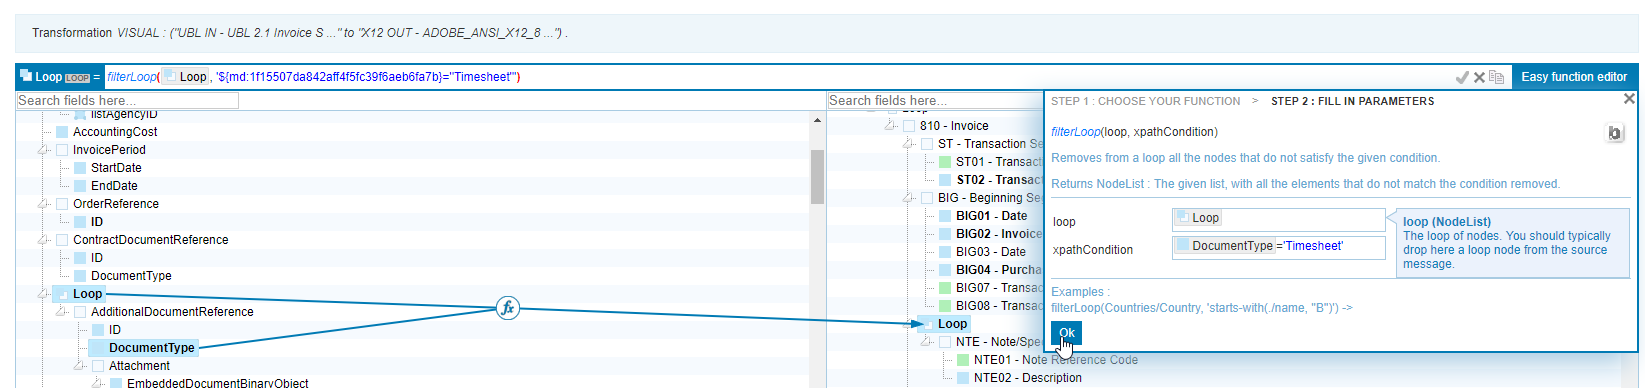 Transformation VISUAL : ("UBL IN - UBL 2.1 Invoice S ..." to "X12 OUT - ADOBE_ANSI_X12_8 ...") .
Loop LOOP = filterLoop( Loop , '${md:1f15507da842aff4f5fc39f6aeb6fa7b}="Timesheet"')
Easy function editor
Search fields here...
listAgencyID
AccountingCost
InvoicePeriod
StartDate
EndDate
OrderReference
ID
ContractDocumentReference
ID
DocumentType
Loop
AdditionalDocumentReference
ID
DocumentType
Attachment
EmbeddedDocumentBinaryObject
fx
Search fields here...
Loop
810 - Invoice
ST - Transaction Se
ST01 - Transact
ST02 - Transac
BIG - Beginning Se
BIG01 - Date
BIG02 - Invoice
BIG03 - Date
BIG04 - Purcha
BIG07 - Transac
BIG08 - Transac
Loop
NTE - Note/Spec
NTE01 - Note Reference Code
NTE02 - Description
STEP 1 : CHOOSE YOUR FUNCTION > STEP 2 : FILL IN PARAMETERS
filterLoop(loop, xpathCondition)
Removes from a loop all the nodes that do not satisfy the given condition.
Returns NodeList : The given list, with all the elements that do not match the condition removed.
loop Loop
xpathCondition DocumentType ='Timesheet'
loop (NodeList)
The loop of nodes. You should typically
drop here a loop node from the source
message.
Examples :
filterLoop(Countries/Country, 'starts-with(./name, "B")') ->
Ok